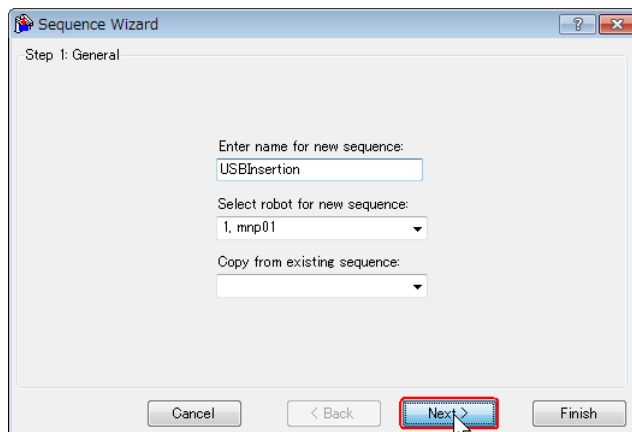 Sequence Wizard
Step 1: General
Enter name for new sequence:
USBInsertion
Select robot for new sequence:
1, mnp01
Copy from existing sequence:
Cancel
< Back
Next >
Finish